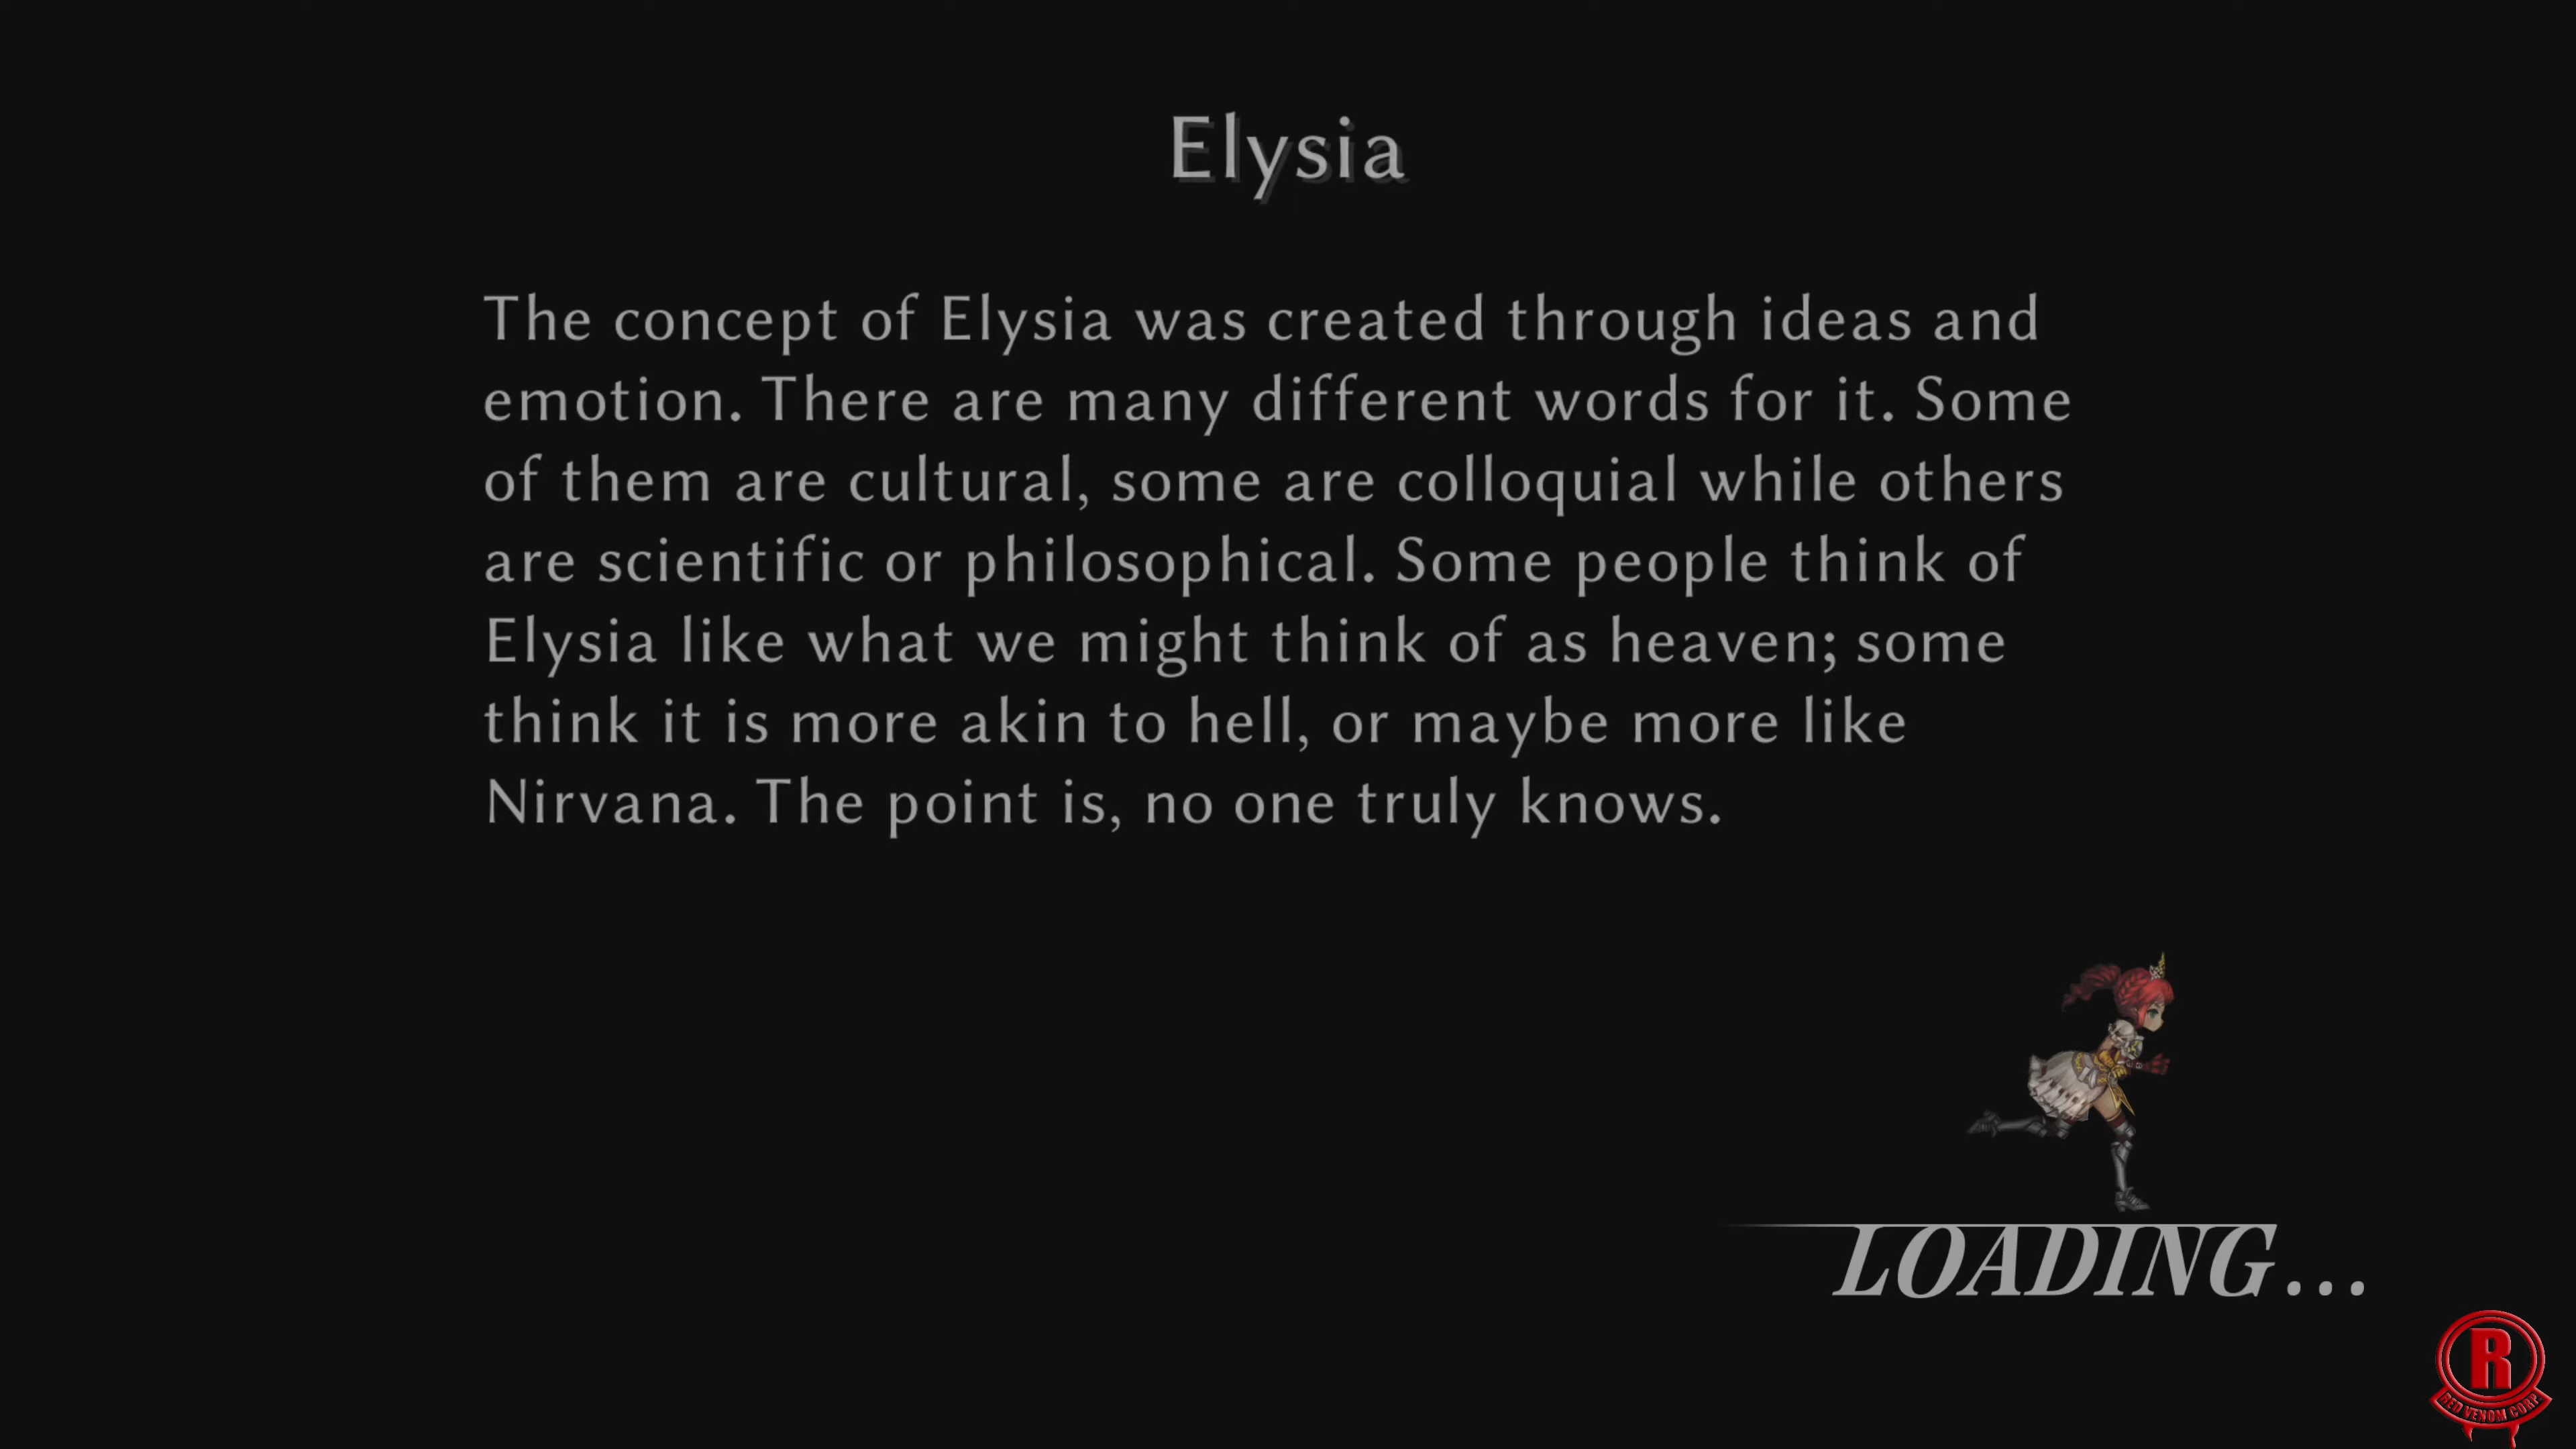 Elysia
The concept of Elysia was created through ideas and
emotion. There are many different words for it. Some
of them are cultural, some are colloquial while others
are scientific or philosophical. Some people think of
Elysia like what we might think of as heaven; some
think it is more akin to hell, or maybe more like
Nirvana. The point is, no one truly knows.
LOADING...
R
RED VENOM CORP